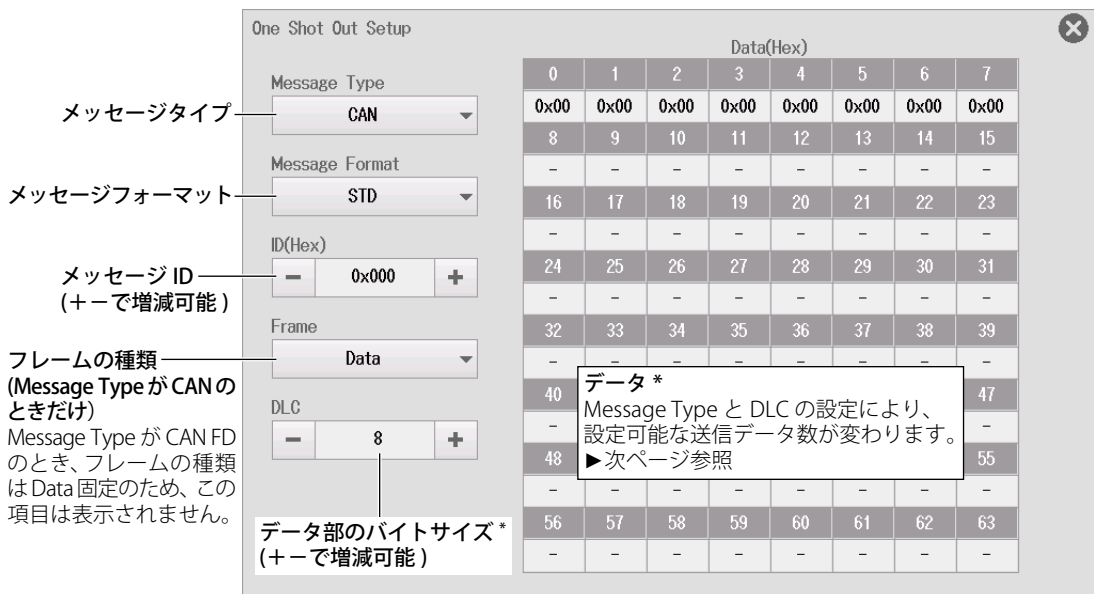 One Shot Out Setup
Message Type
CAN
Message Format
STD
ID(Hex)
− 0x000 +
Frame
Data
DLC
− 8 +
メッセージタイプ
メッセージフォーマット
メッセージ ID
(+−で増減可能 )
フレームの種類
(Message Type が CAN の
ときだけ)
Message Type が CAN FD
のとき、フレームの種類
は Data 固定のため、この
項目は表示されません。
データ部のバイトサイズ *
(+−で増減可能 )
Data(Hex)
0 1 2 3 4 5 6 7
0x00 0x00 0x00 0x00 0x00 0x00 0x00 0x00
8 9 10 11 12 13 14 15
– – – – – – – –
16 17 18 19 20 21 22 23
– – – – – – – –
24 25 26 27 28 29 30 31
– – – – – – – –
32 33 34 35 36 37 38 39
– – – – – – – –
40 47
– –
48 55
– – – – – – – –
56 57 58 59 60 61 62 63
– – – – – – – –
データ *
Message Type と DLC の設定により、
設定可能な送信データ数が変わります。
►次ページ参照